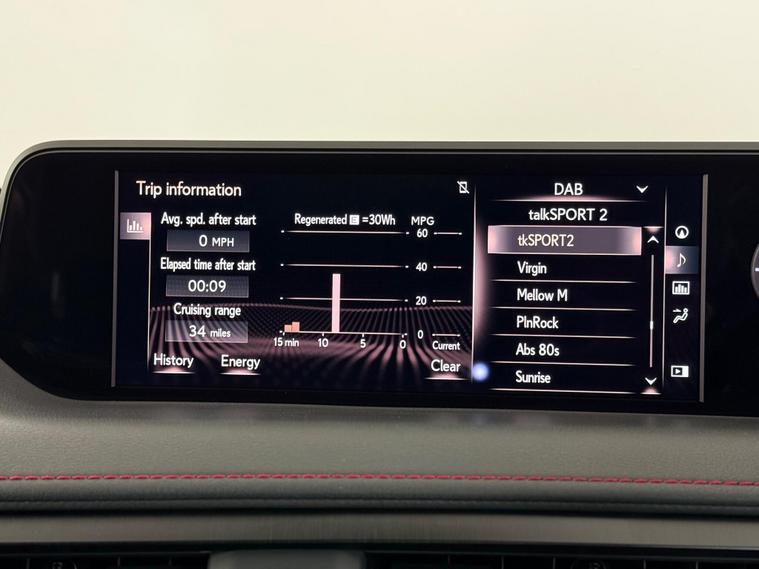 Trip information
Avg. spd. after start
0 MPH
Elapsed time after start
00:09
Cruising range
34 miles
History
Energy
Regenerated E =30Wh
MPG
60
40
20
0
15 min 10 5 0
Current
Clear
DAB
talkSPORT 2
tkSPORT2
Virgin
Mellow M
PlnRock
Abs 80s
Sunrise